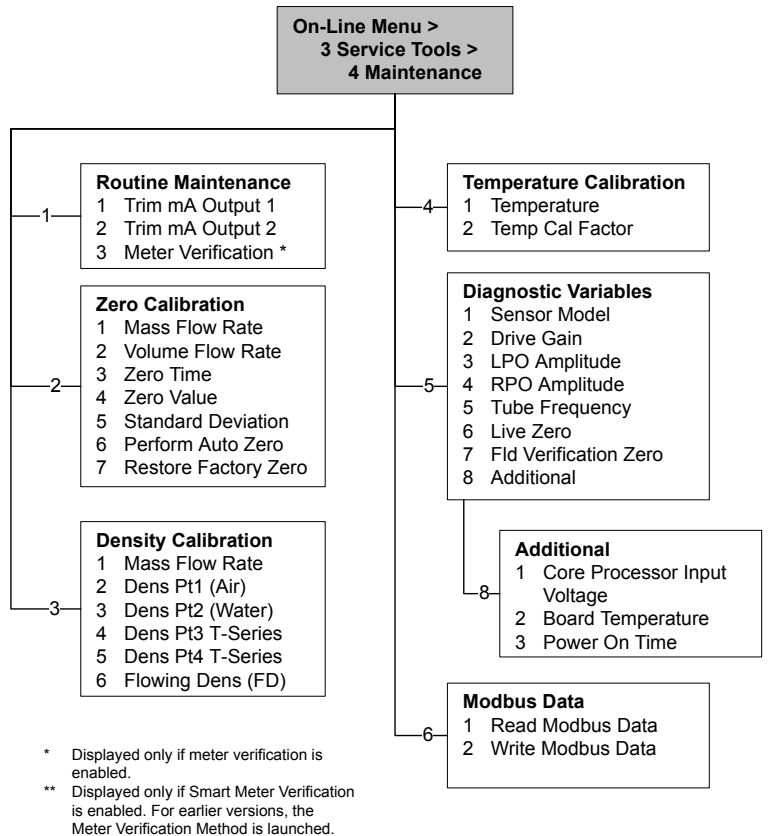 On-Line Menu >
3 Service Tools >
4 Maintenance
1
Routine Maintenance
1 Trim mA Output 1
2 Trim mA Output 2
3 Meter Verification *
2
Zero Calibration
1 Mass Flow Rate
2 Volume Flow Rate
3 Zero Time
4 Zero Value
5 Standard Deviation
6 Perform Auto Zero
7 Restore Factory Zero
3
Density Calibration
1 Mass Flow Rate
2 Dens Pt1 (Air)
3 Dens Pt2 (Water)
4 Dens Pt3 T-Series
5 Dens Pt4 T-Series
6 Flowing Dens (FD)
4
Temperature Calibration
1 Temperature
2 Temp Cal Factor
5
Diagnostic Variables
1 Sensor Model
2 Drive Gain
3 LPO Amplitude
4 RPO Amplitude
5 Tube Frequency
6 Live Zero
7 Fld Verification Zero
8 Additional
8
Additional
1 Core Processor Input
Voltage
2 Board Temperature
3 Power On Time
6
Modbus Data
1 Read Modbus Data
2 Write Modbus Data
* Displayed only if meter verification is
enabled.
** Displayed only if Smart Meter Verification
is enabled. For earlier versions, the
Meter Verification Method is launched.